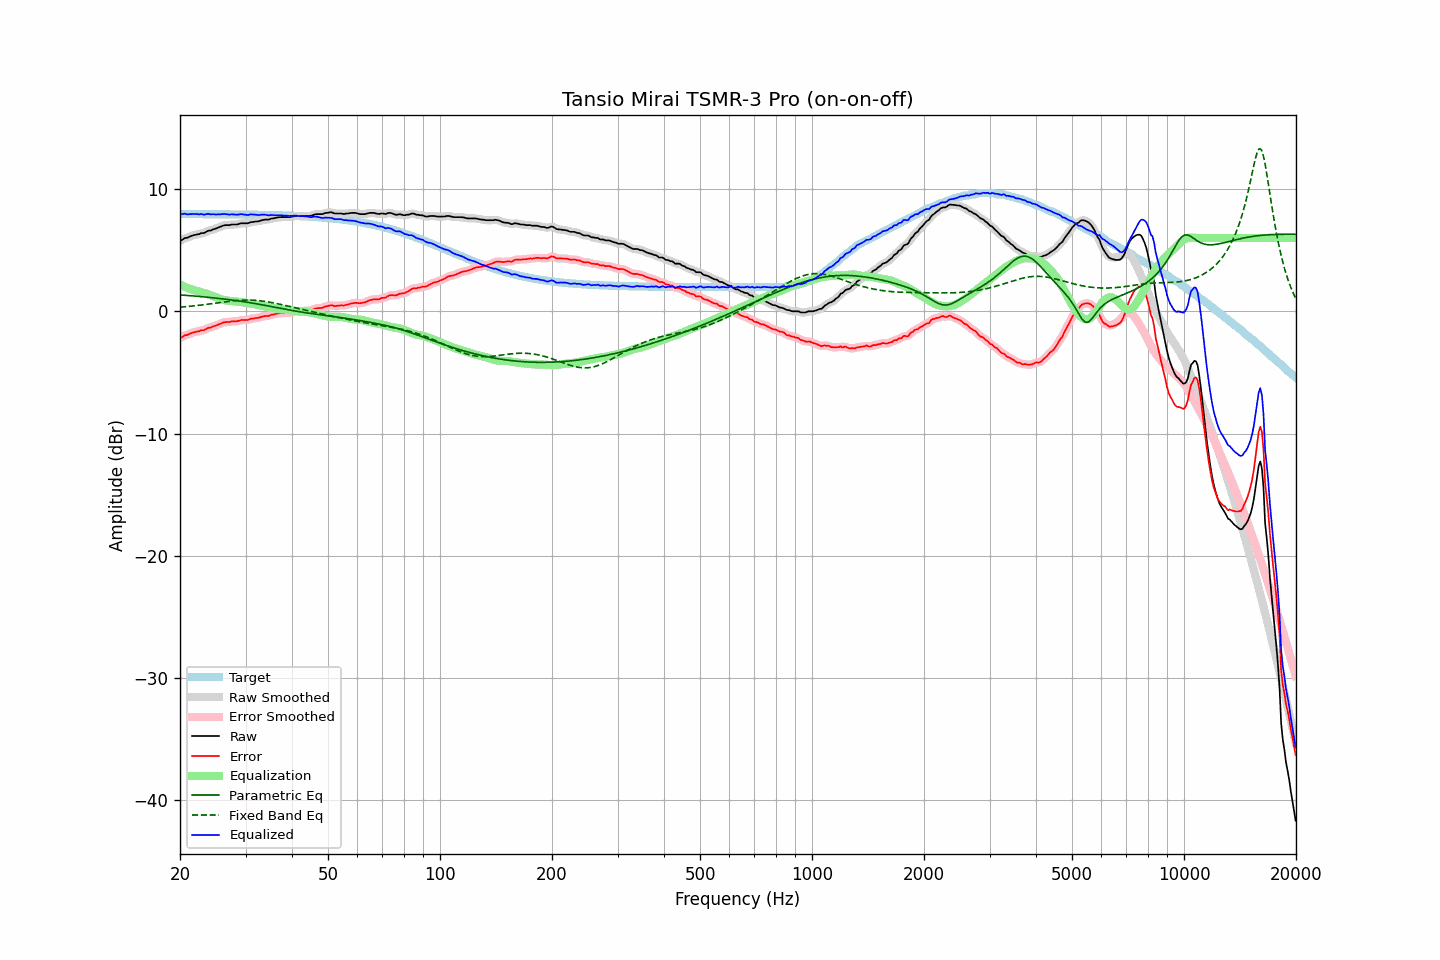 Tansio Mirai TSMR-3 Pro (on-on-off)
Amplitude (dBr)
10
0
−10
−20
−30
−40
Target
Raw Smoothed
Error Smoothed
Raw
Error
Equalization
Parametric Eq
Fixed Band Eq
Equalized
20 50 100 200 500 1000 2000 5000 10000 20000
Frequency (Hz)